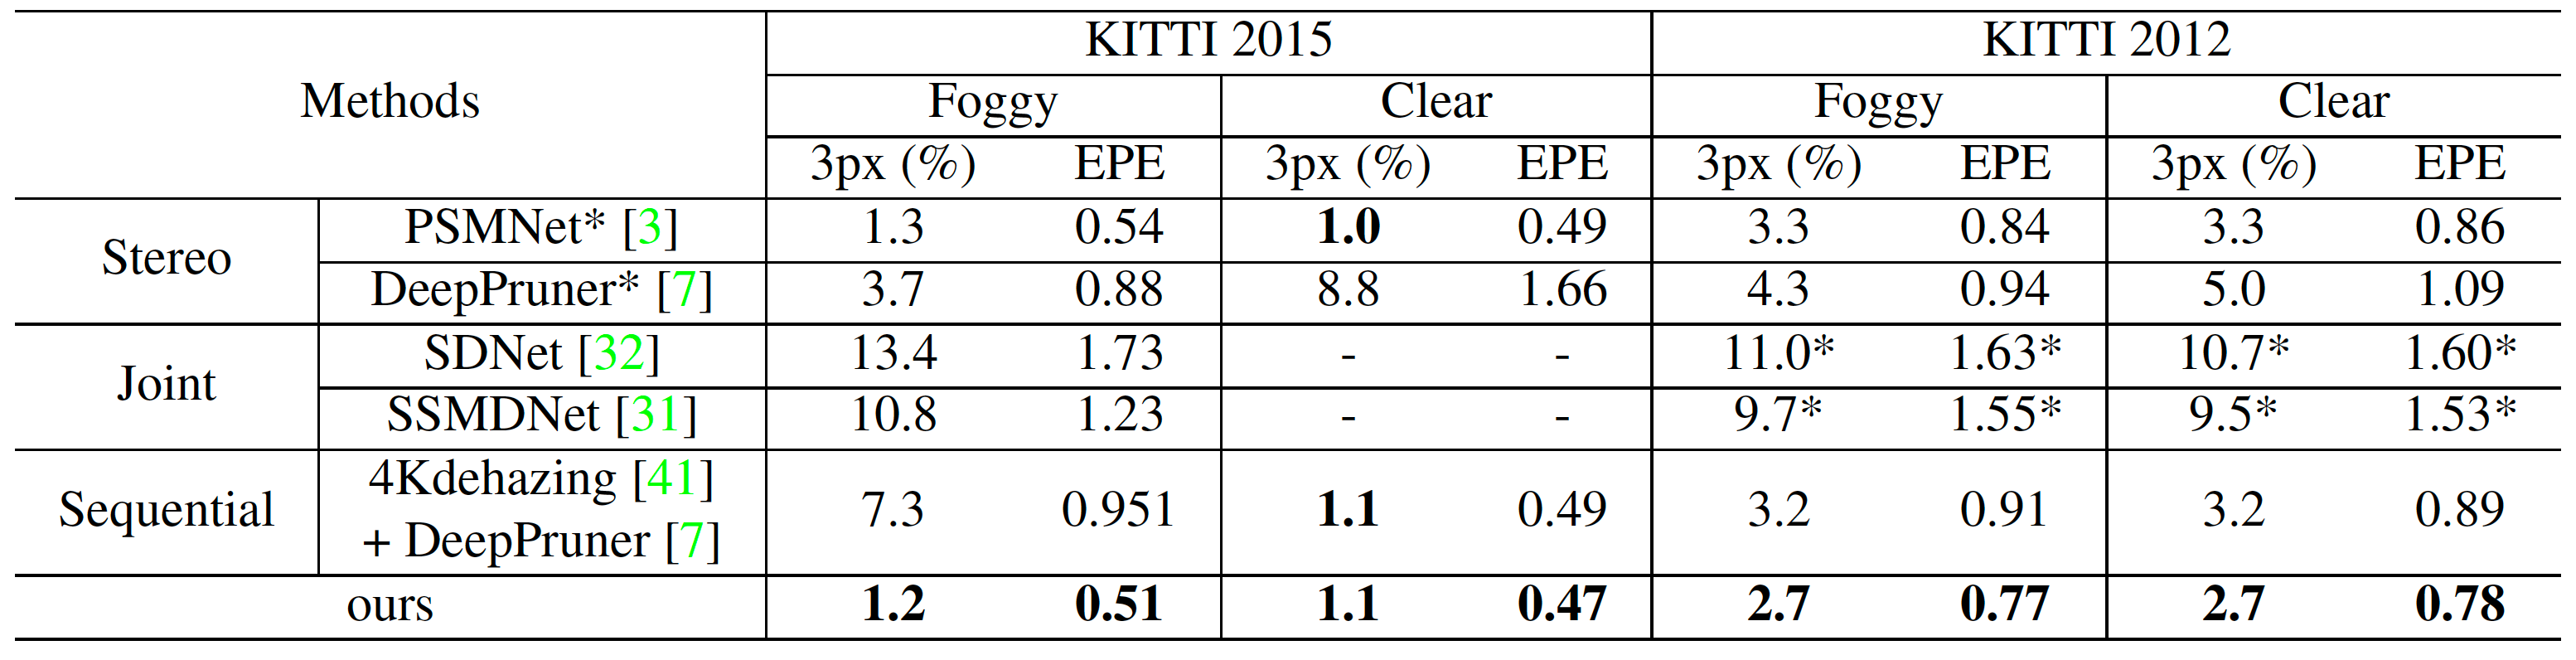 KITTI 2015 KITTI 2012
Methods Foggy Clear Foggy Clear
3px (%) EPE 3px (%) EPE 3px (%) EPE 3px (%) EPE
Stereo PSMNet* [3] 1.3 0.54 1.0 0.49 3.3 0.84 3.3 0.86
DeepPruner* [7] 3.7 0.88 8.8 1.66 4.3 0.94 5.0 1.09
Joint SDNet [32] 13.4 1.73 - - 11.0* 1.63* 10.7* 1.60*
SSMDNet [31] 10.8 1.23 - - 9.7* 1.55* 9.5* 1.53*
Sequential 4Kdehazing [41]
+ DeepPruner [7] 7.3 0.951 1.1 0.49 3.2 0.91 3.2 0.89
ours 1.2 0.51 1.1 0.47 2.7 0.77 2.7 0.78